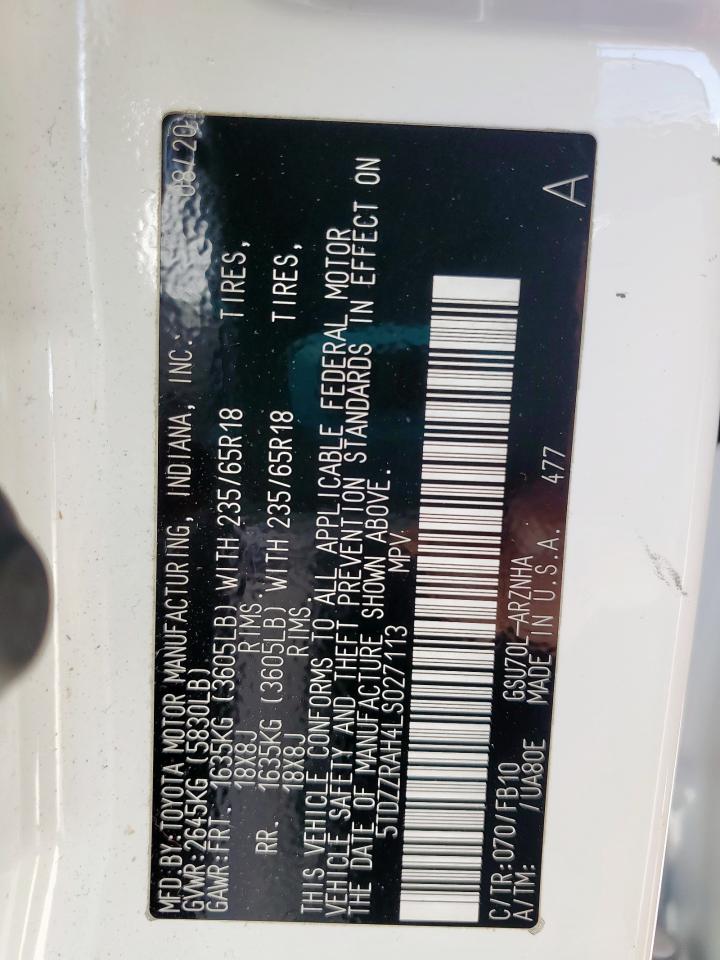 MFD.BY:TOYOTA MOTOR MANUFACTURING, INDIANA, INC. 08/20
GVWR:2645KG (5830LB)
GAWR:FRT. 1635KG (3605LB) WITH 235/65R18 TIRES,
18X8J RIMS,
RR. 1635KG (3605LB) WITH 235/65R18 TIRES,
18X8J RIMS
THIS VEHICLE CONFORMS TO ALL APPLICABLE FEDERAL MOTOR
VEHICLE SAFETY AND THEFT PREVENTION STANDARDS IN EFFECT ON
THE DATE OF MANUFACTURE SHOWN ABOVE.
5TDZZRAH4LS027113 MPV
C/TR:070/FB10 GSU70L-ARZNHA
A/TM: /UA80E MADE IN U.S.A. 477 A